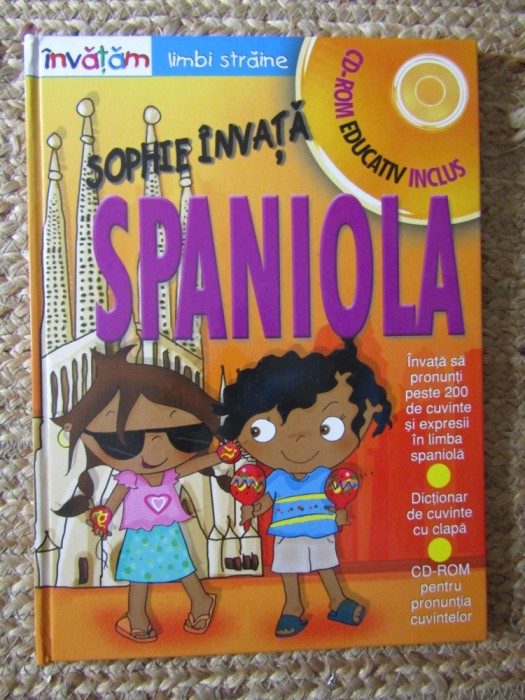 învățăm limbi străine
CD-ROM EDUCATIV INCLUS
SOPHIE ÎNVAȚĂ
SPANIOLA
Învață să
pronunți
peste 200
de cuvinte
și expresii
în limba
spaniolă
Dicționar
de cuvinte
cu clapă
CD-ROM
pentru
pronunția
cuvintelor